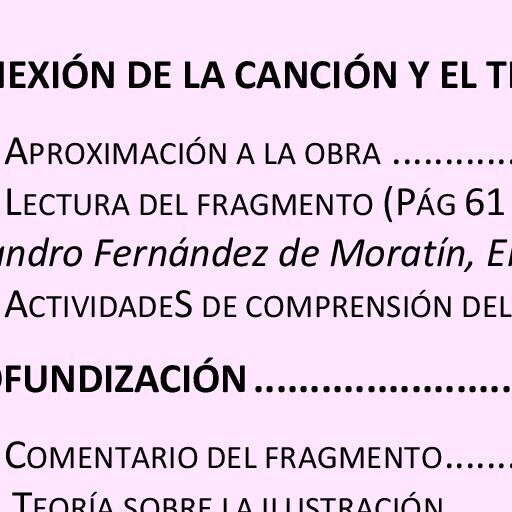 NEXIÓN DE LA CANCIÓN Y EL T
APROXIMACIÓN A LA OBRA ............
LECTURA DEL FRAGMENTO (PÁG 61
andro Fernández de Moratín, El
ACTIVIDADES DE COMPRENSIÓN DEL
OFUNDIZACIÓN .......................
COMENTARIO DEL FRAGMENTO.......
TEORÍA SOBRE LA ILUSTRACIÓN